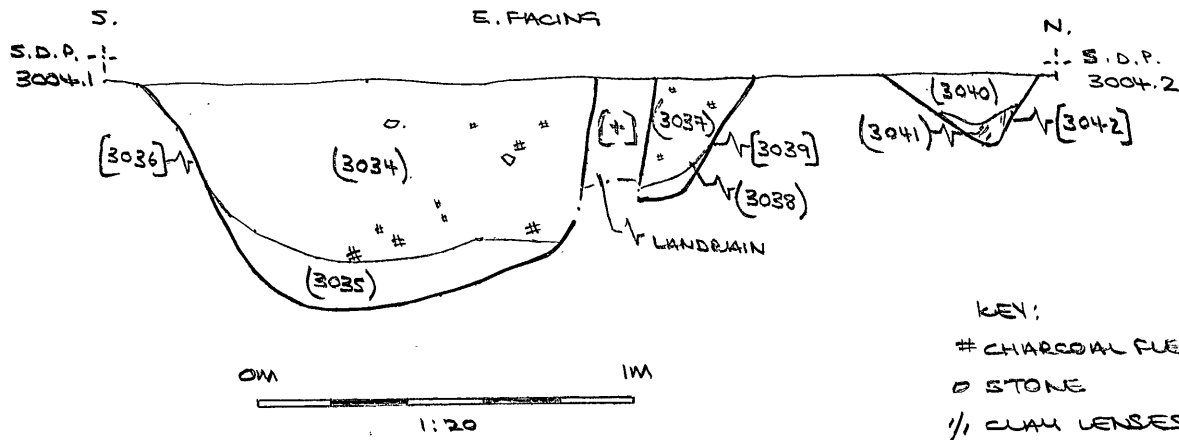 S.
E. FACING
N.
S.D.P.
3004.1
S.D.P.
3004.2
[3036]
(3034)
(3035)
[+]
(3037)
[3039]
(3038)
LANDRAIN
(3040)
(3041)
[3042]
0M
1M
1:20
KEY:
# CHARCOAL FLE
STONE
CLAY LENSES